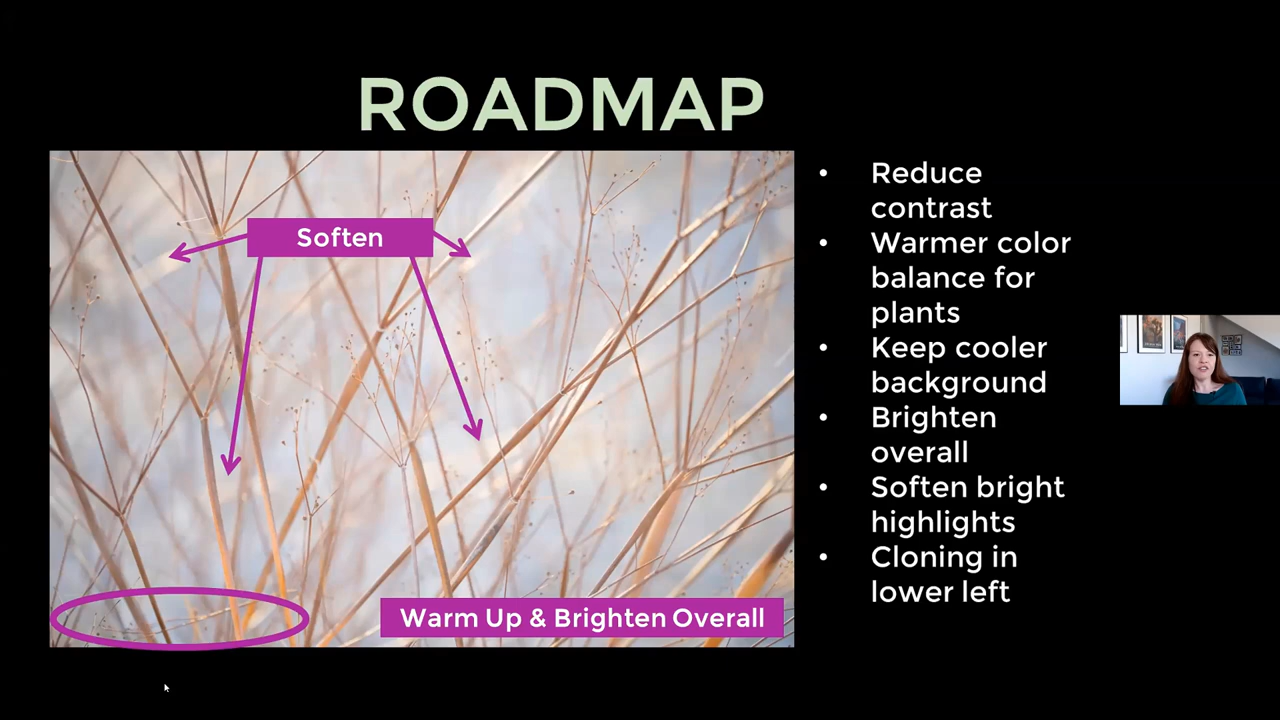 ROADMAP
Soften
Warm Up & Brighten Overall
• Reduce
contrast
• Warmer color
balance for
plants
• Keep cooler
background
• Brighten
overall
• Soften bright
highlights
• Cloning in
lower left